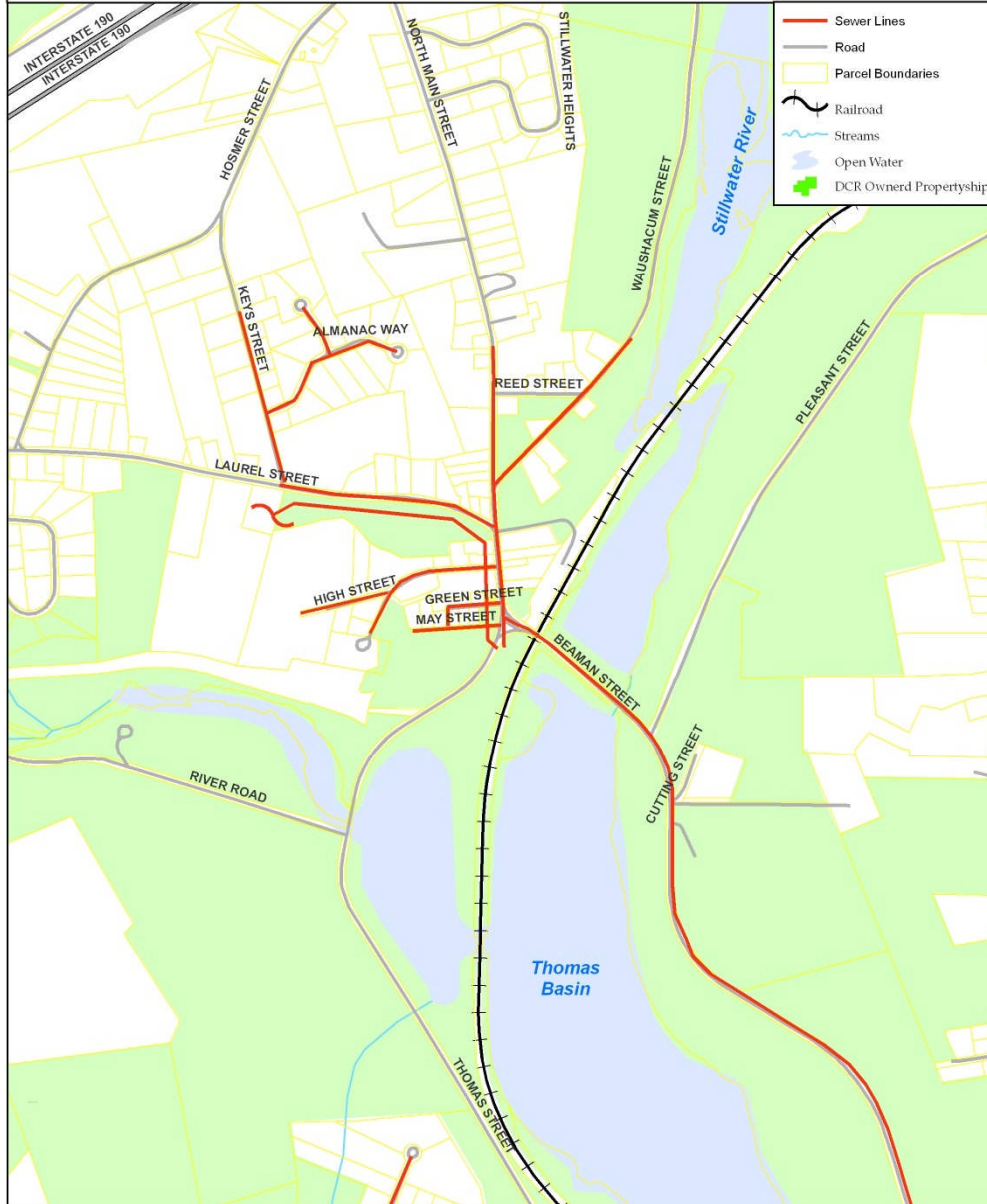 INTERSTATE 190
INTERSTATE 190
HOSMER STREET
NORTH MAIN STREET
STILLWATER HEIGHTS
Sewer Lines
Road
Parcel Boundaries
Railroad
Streams
Open Water
DCR Ownerd Propertyship
Stillwater River
WAUSHACUM STREET
KEYS STREET
ALMANAC WAY
REED STREET
PLEASANT STREET
LAUREL STREET
HIGH STREET
GREEN STREET
MAY STREET
BEAMAN STREET
CUTTING STREET
RIVER ROAD
Thomas
Basin
THOMAS STREET